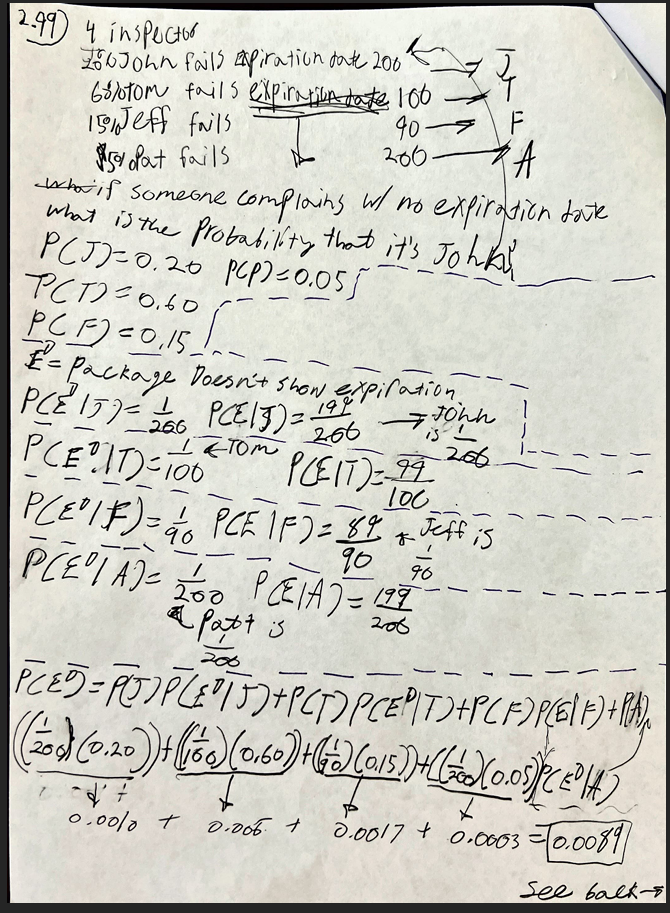 2.99) 4 inspector
20% John fails expiration date 200 → J
60% Tom fails expiration date 100 → T
15% Jeff fails 90 → F
5% Pat fails 200 → A
if someone complains w/ no expiration date
what is the Probability that it's John?
P(J)=0.20 P(P)=0.05
P(T)=0.60
P(F)=0.15
E^D= Package Doesn't show expiration
P(E^D|J)=1/200 P(E|J)=199/200 → John is 1/200
P(E^D|T)=1/100 ← Tom P(E|T)=99/100
P(E^D|F)=1/90 P(E|F)=89/90 * Jeff is 1/90
P(E^D|A)=1/200 P(E|A)=199/200
Patt is
1/200
P(E^D)=P(J)P(E^D|J)+P(T)P(E^D|T)+P(F)P(E|F)+P(A)
((1/200)(0.20))+((1/100)(0.60))+((1/90)(0.15))+((1/200)(0.05)) P(E^D|A)
0.0010 + 0.006 + 0.0017 + 0.0003 = 0.0089
See back→